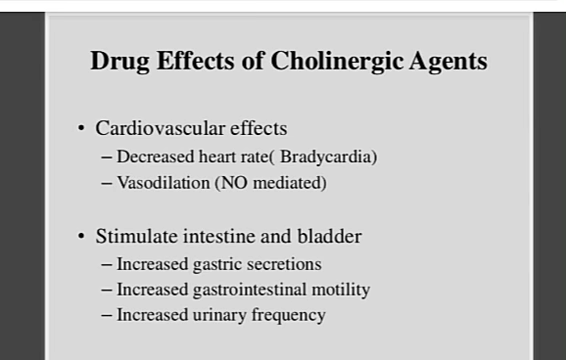 Drug Effects of Cholinergic Agents
• Cardiovascular effects
– Decreased heart rate( Bradycardia)
– Vasodilation (NO mediated)
• Stimulate intestine and bladder
– Increased gastric secretions
– Increased gastrointestinal motility
– Increased urinary frequency